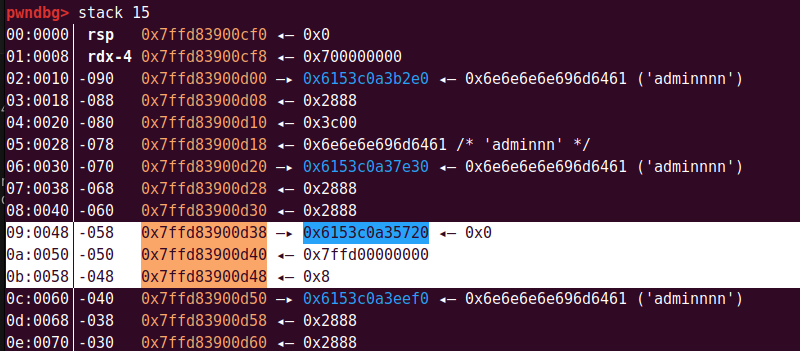 pwndbg> stack 15
00:0000│ rsp 0x7ffd83900cf0 ◂— 0x0
01:0008│ rdx-4 0x7ffd83900cf8 ◂— 0x700000000
02:0010│-090 0x7ffd83900d00 —▸ 0x6153c0a3b2e0 ◂— 0x6e6e6e6e696d6461 ('adminnnn')
03:0018│-088 0x7ffd83900d08 ◂— 0x2888
04:0020│-080 0x7ffd83900d10 ◂— 0x3c00
05:0028│-078 0x7ffd83900d18 ◂— 0x6e6e6e696d6461 /* 'adminnn' */
06:0030│-070 0x7ffd83900d20 —▸ 0x6153c0a37e30 ◂— 0x6e6e6e6e696d6461 ('adminnnn')
07:0038│-068 0x7ffd83900d28 ◂— 0x2888
08:0040│-060 0x7ffd83900d30 ◂— 0x2888
09:0048│-058 0x7ffd83900d38 —▸ 0x6153c0a35720 ◂— 0x0
0a:0050│-050 0x7ffd83900d40 ◂— 0x7ffd00000000
0b:0058│-048 0x7ffd83900d48 ◂— 0x8
0c:0060│-040 0x7ffd83900d50 —▸ 0x6153c0a3eef0 ◂— 0x6e6e6e6e696d6461 ('adminnnn')
0d:0068│-038 0x7ffd83900d58 ◂— 0x2888
0e:0070│-030 0x7ffd83900d60 ◂— 0x2888